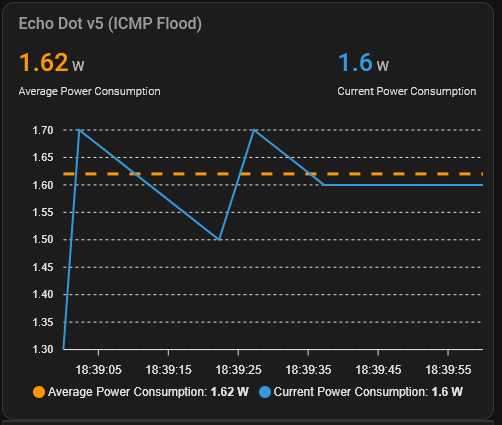 Echo Dot v5 (ICMP Flood)
1.62 W
1.6 W
Average Power Consumption
Current Power Consumption
1.70
1.65
1.60
1.55
1.50
1.45
1.40
1.35
1.30
18:39:05 18:39:15 18:39:25 18:39:35 18:39:45 18:39:55
Average Power Consumption: 1.62 W Current Power Consumption: 1.6 W